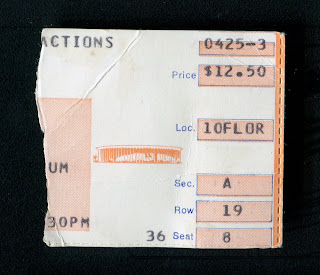 ACTIONS 0425-3
Price $12.50
Loc. 10FLOR
UM
Sec. A
Row 19
30PM
36 Seat 8